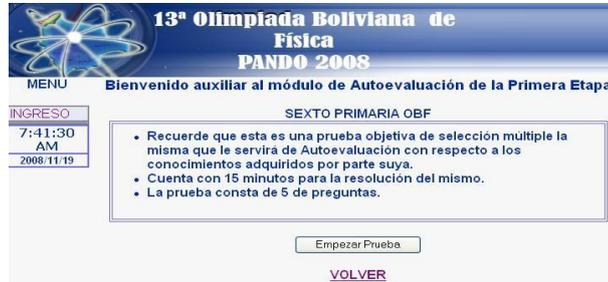 13ª Olimpiada Boliviana de
Física
PANDO 2008
MENU
Bienvenido auxiliar al módulo de Autoevaluación de la Primera Etapa
INGRESO
7:41:30
AM
2008/11/19
SEXTO PRIMARIA OBF
• Recuerde que esta es una prueba objetiva de selección múltiple la
misma que le servirá de Autoevaluación con respecto a los
conocimientos adquiridos por parte suya.
• Cuenta con 15 minutos para la resolución del mismo.
• La prueba consta de 5 de preguntas.
Empezar Prueba
VOLVER